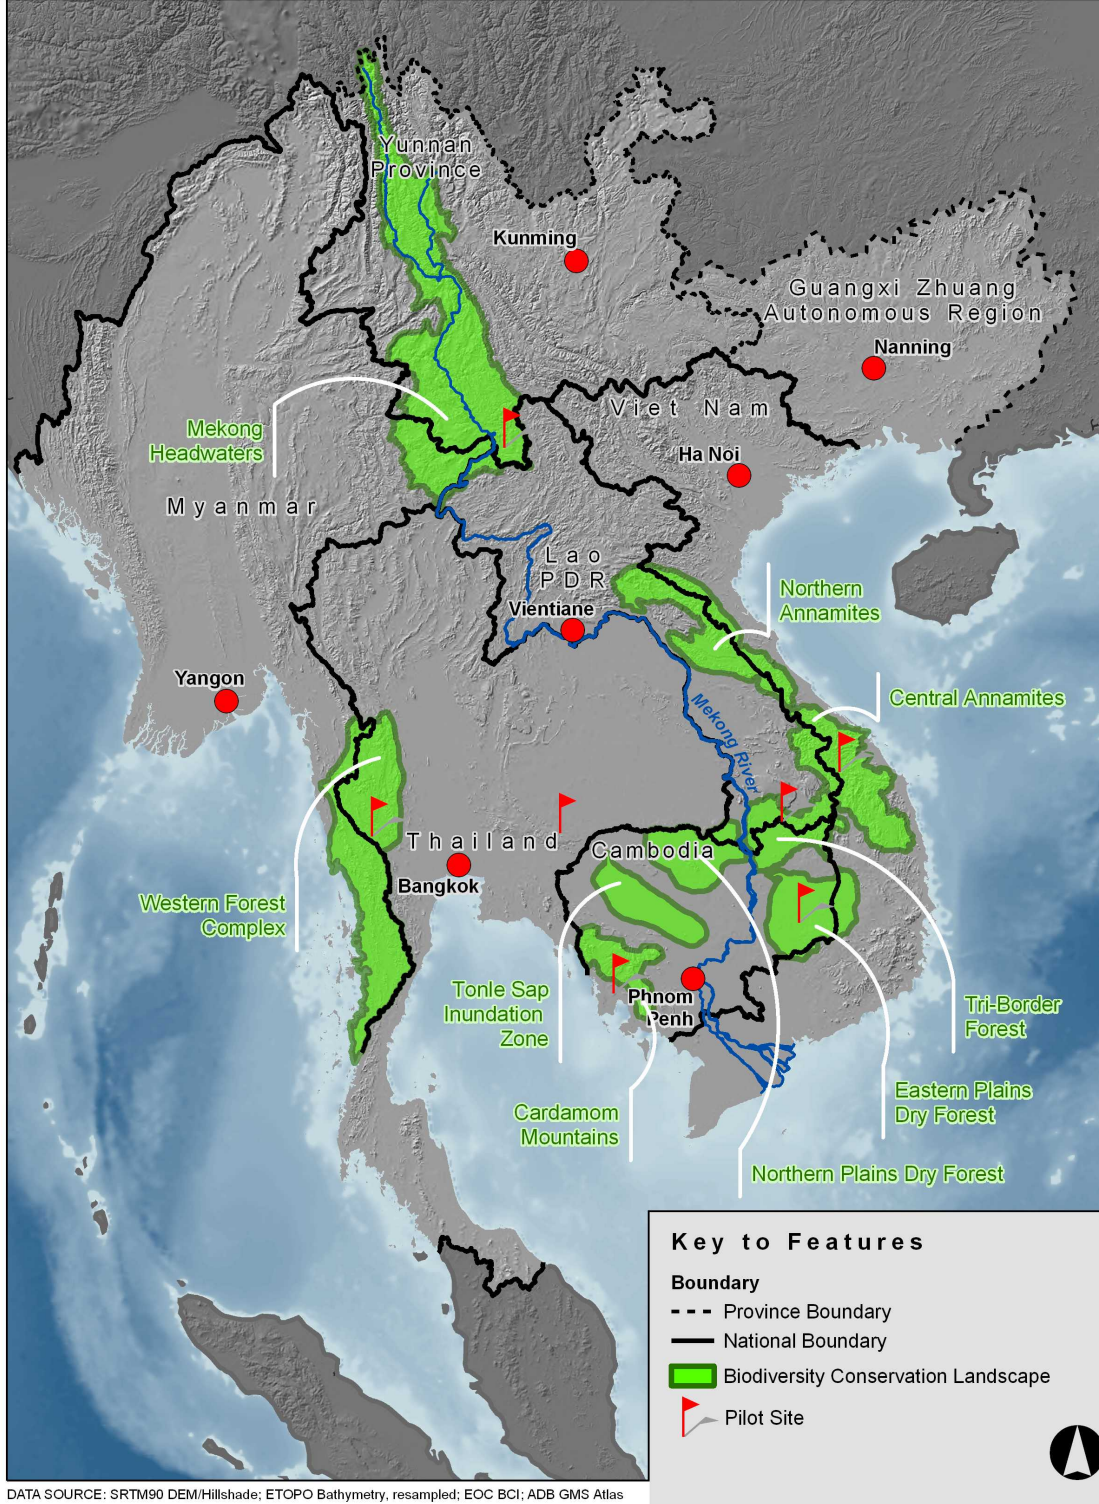 Yunnan
Province
Kunming
Guangxi Zhuang
Autonomous Region
Nanning
Viet Nam
Mekong
Headwaters
Ha Noi
Myanmar
Lao
PDR
Northern
Annamites
Vientiane
Yangon
Central Annamites
Mekong River
Thailand
Cambodia
Bangkok
Western Forest
Complex
Tonle Sap
Inundation
Zone
Phnom
Penh
Tri-Border
Forest
Eastern Plains
Dry Forest
Cardamom
Mountains
Northern Plains Dry Forest
Key to Features
Boundary
Province Boundary
National Boundary
Biodiversity Conservation Landscape
Pilot Site
DATA SOURCE: SRTM90 DEM/Hillshade; ETOPO Bathymetry, resampled; EOC BCI; ADB GMS Atlas